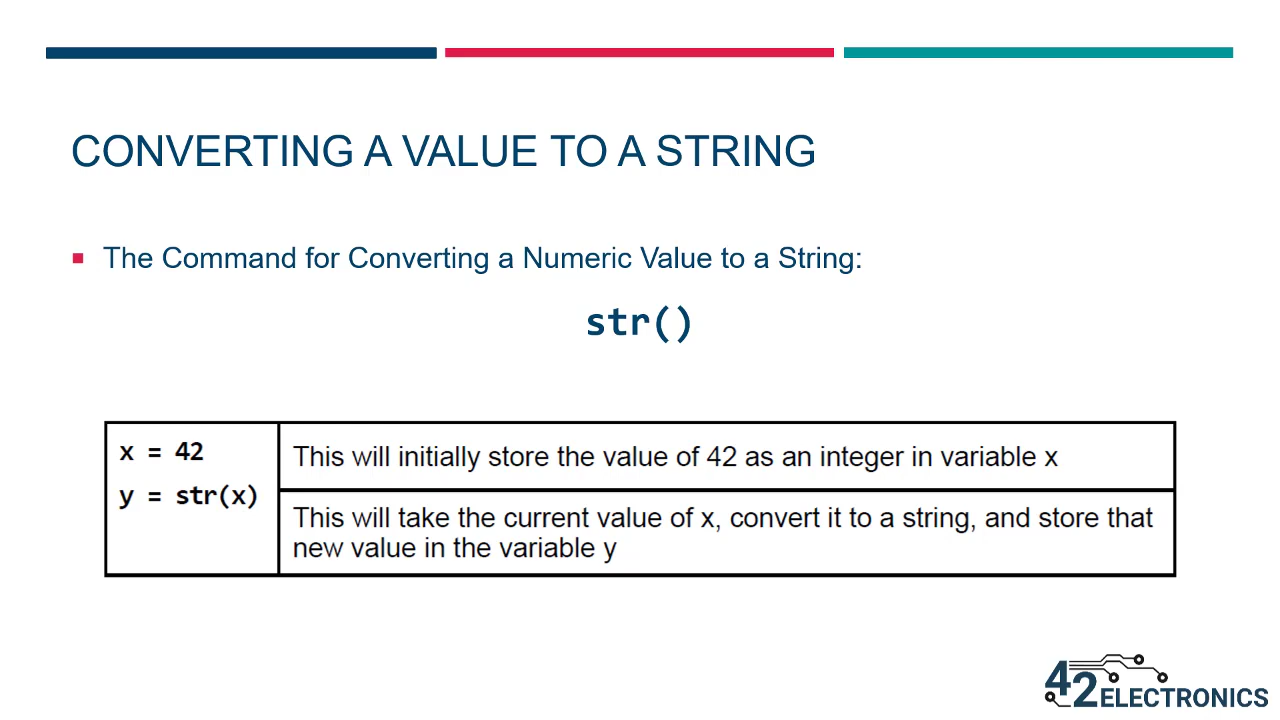 CONVERTING A VALUE TO A STRING
The Command for Converting a Numeric Value to a String:
str()
x = 42
y = str(x)
This will initially store the value of 42 as an integer in variable x
This will take the current value of x, convert it to a string, and store that
new value in the variable y
42 ELECTRONICS